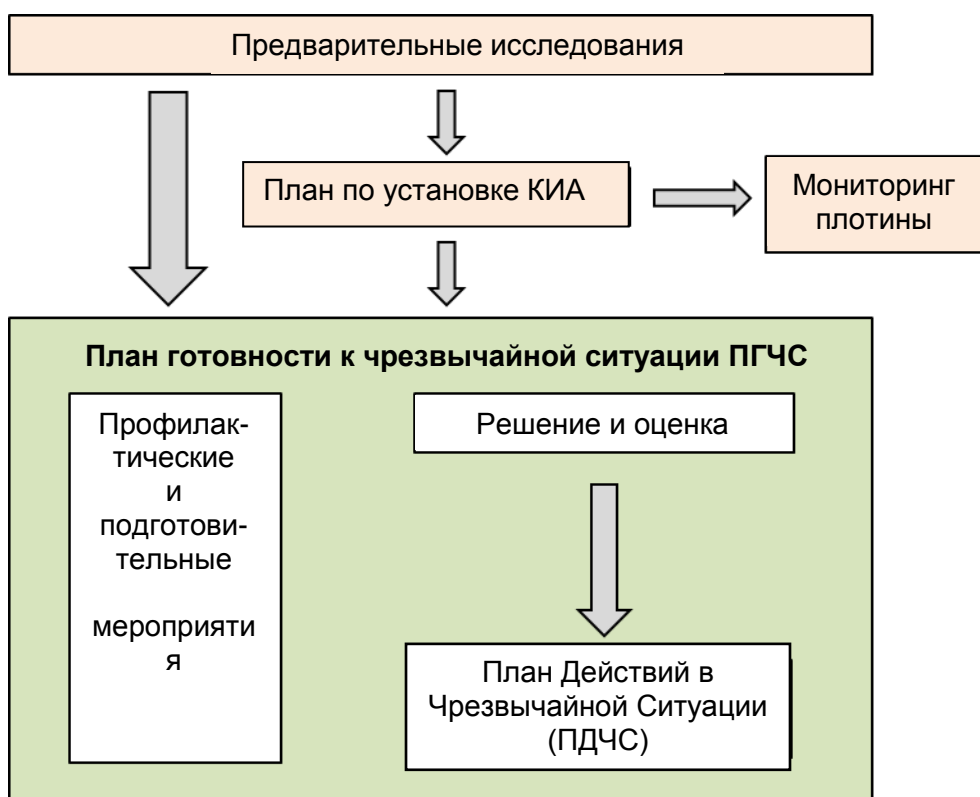 Предварительные исследования
План по установке КИА
Мониторинг
плотины
План готовности к чрезвычайной ситуации ПГЧС
Профилак-
тические
и
подготови-
тельные
мероприяти
я
Решение и оценка
План Действий в
Чрезвычайной Ситуации
(ПДЧС)